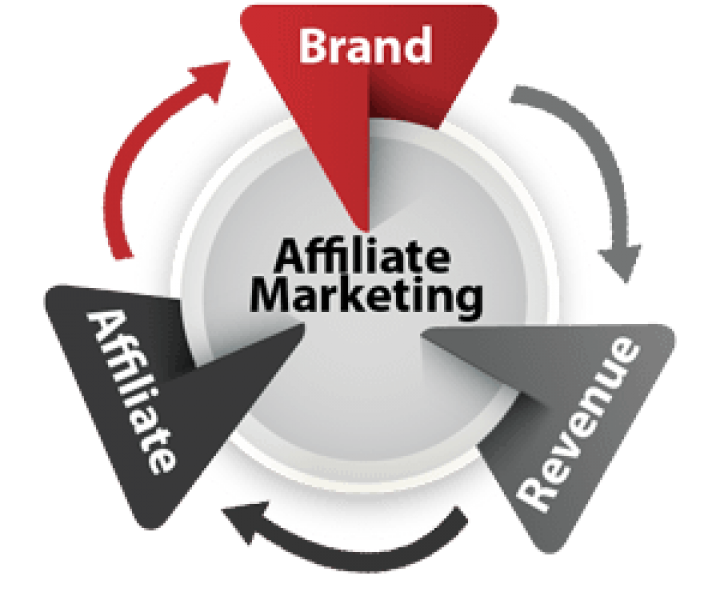 Brand
Affiliate
Marketing
Affiliate
Revenue